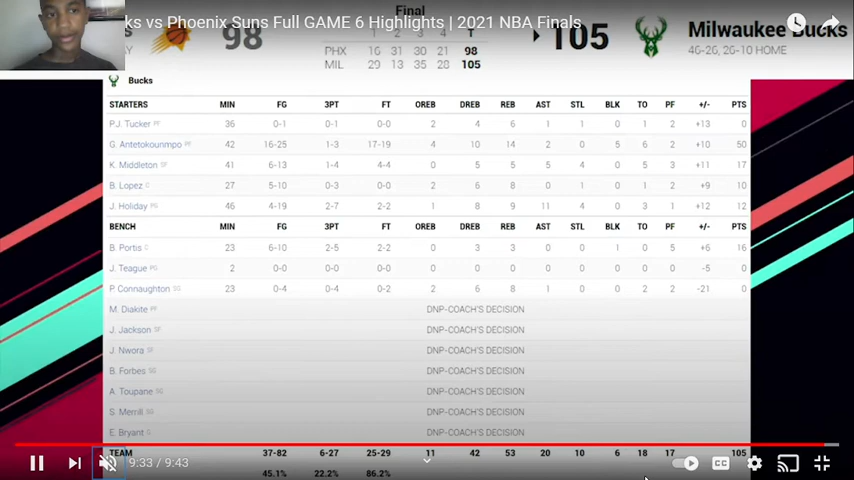 ks vs Phoenix Suns Full GAME 6 Highlights | 2021 NBA Finals
Final
S 98 1 2 3 4 T 105 Milwaukee Bucks
Y PHX 16 31 30 21 98 46-26, 26-10 HOME
MIL 29 13 35 28 105
Bucks
STARTERS MIN FG 3PT FT OREB DREB REB AST STL BLK TO PF +/- PTS
P.J. Tucker PF 36 0-1 0-1 0-0 2 4 6 1 1 0 1 2 +13 0
G. Antetokounmpo PF 42 16-25 1-3 17-19 4 10 14 2 0 5 6 2 +10 50
K. Middleton SF 41 6-13 1-4 4-4 0 5 5 5 4 0 5 3 +11 17
B. Lopez C 27 5-10 0-3 0-0 2 6 8 0 1 0 1 2 +9 10
J. Holiday PG 46 4-19 2-7 2-2 1 8 9 11 4 0 3 1 +12 12
BENCH MIN FG 3PT FT OREB DREB REB AST STL BLK TO PF +/- PTS
B. Portis C 23 6-10 2-5 2-2 0 3 3 0 0 1 0 5 +6 16
J. Teague PG 2 0-0 0-0 0-0 0 0 0 0 0 0 0 0 -5 0
P. Connaughton SG 23 0-4 0-4 0-2 2 6 8 1 0 0 2 2 -21 0
M. Diakite PF DNP-COACH'S DECISION
J. Jackson SF DNP-COACH'S DECISION
J. Nwora SF DNP-COACH'S DECISION
B. Forbes SG DNP-COACH'S DECISION
A. Toupane SG DNP-COACH'S DECISION
S. Merrill SG DNP-COACH'S DECISION
E. Bryant G DNP-COACH'S DECISION
TEAM 37-82 6-27 25-29 11 42 53 20 10 6 18 17 105
45.1% 22.2% 86.2%
9:33 / 9:43 CC